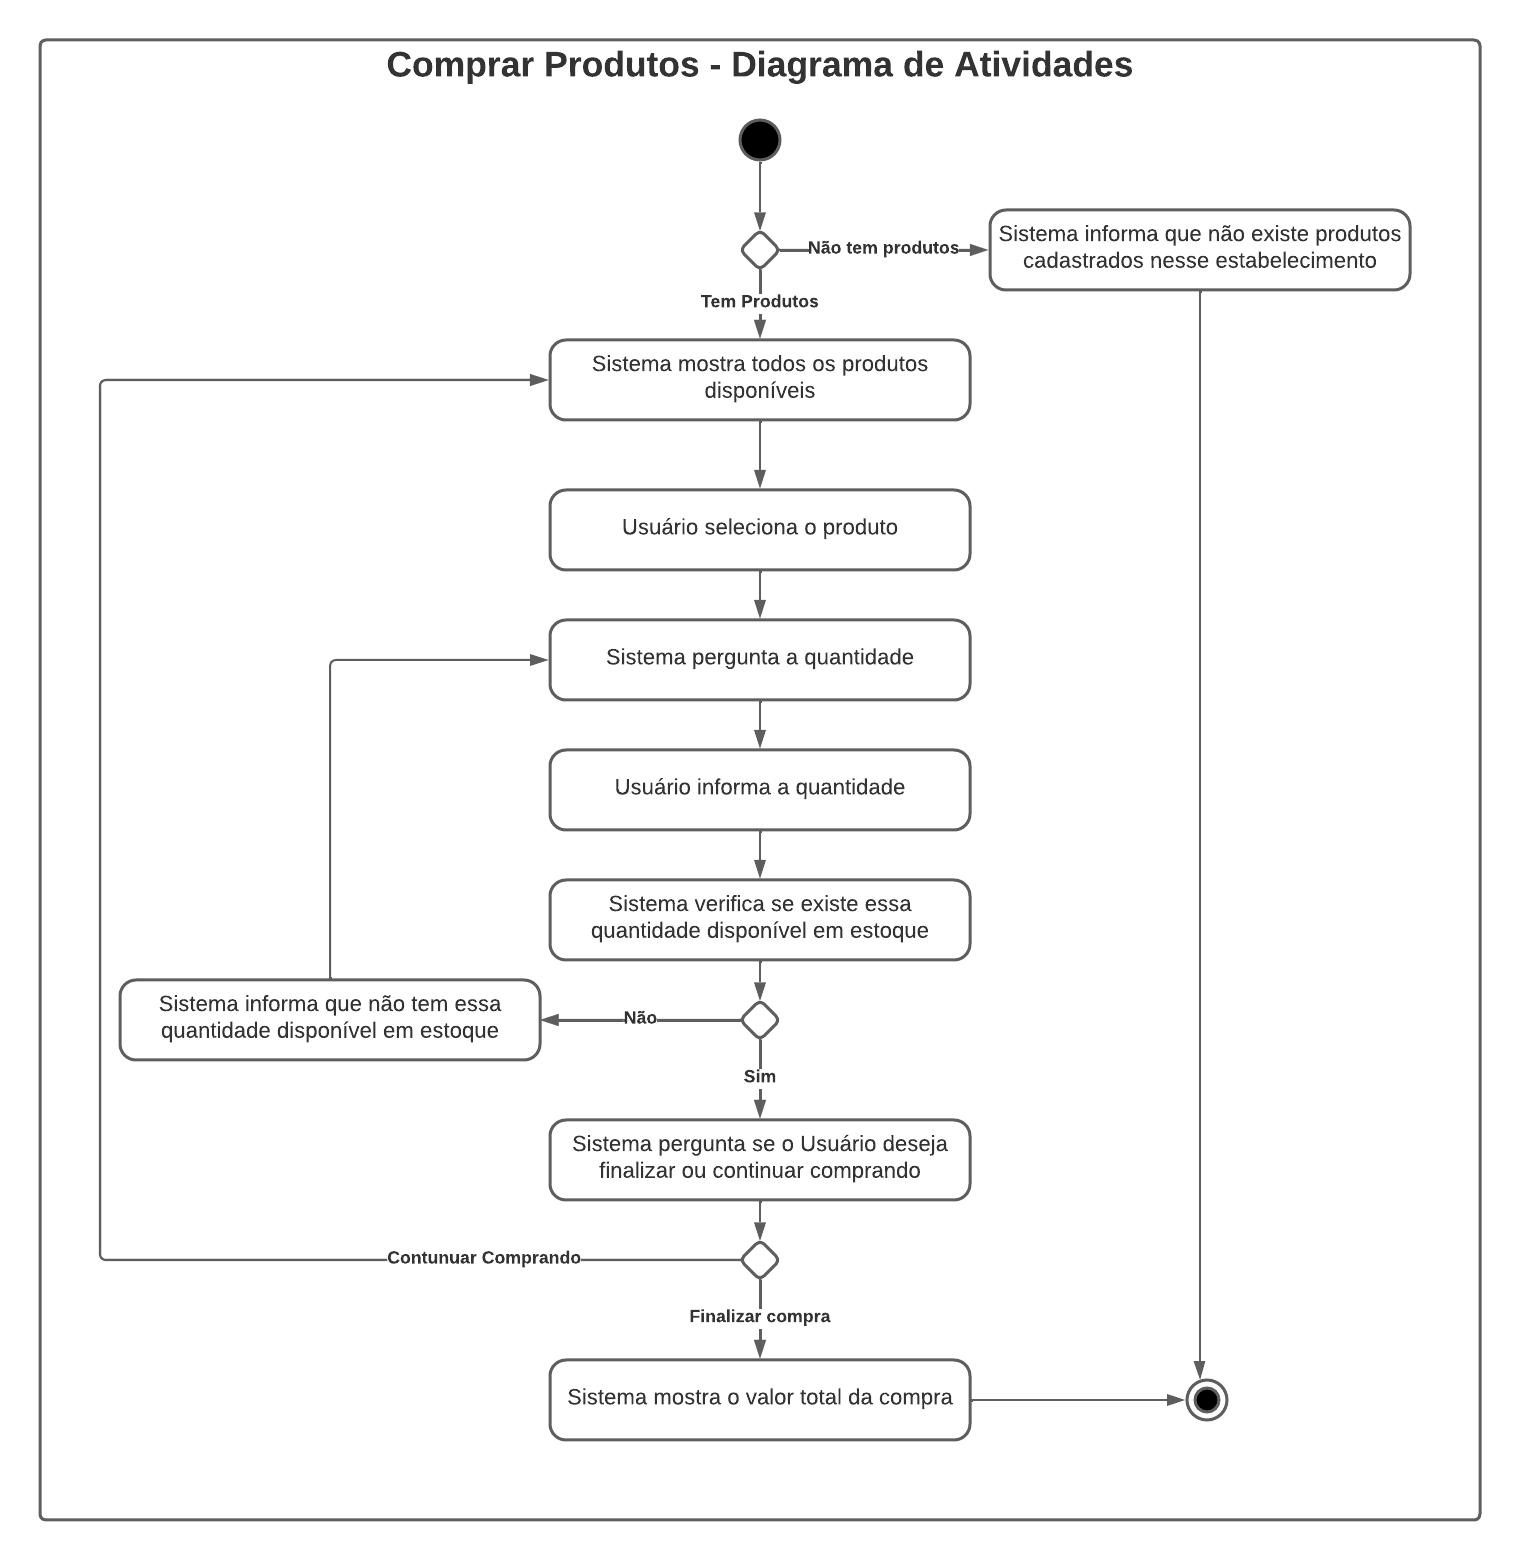 Comprar Produtos - Diagrama de Atividades
Não tem produtos
Sistema informa que não existe produtos
cadastrados nesse estabelecimento
Tem Produtos
Sistema mostra todos os produtos
disponíveis
Usuário seleciona o produto
Sistema pergunta a quantidade
Usuário informa a quantidade
Sistema verifica se existe essa
quantidade disponível em estoque
Sistema informa que não tem essa
quantidade disponível em estoque
Não
Sim
Sistema pergunta se o Usuário deseja
finalizar ou continuar comprando
Contunuar Comprando
Finalizar compra
Sistema mostra o valor total da compra